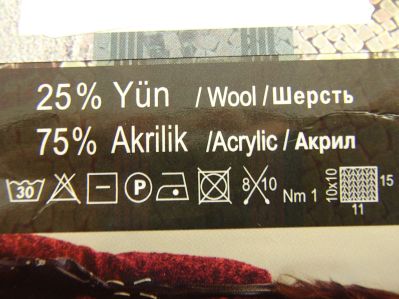 25% Yün / Wool / Шерсть
75% Akrilik /Acrylic / Акрил
30 P 8 10 Nm 1 10x10 15
11